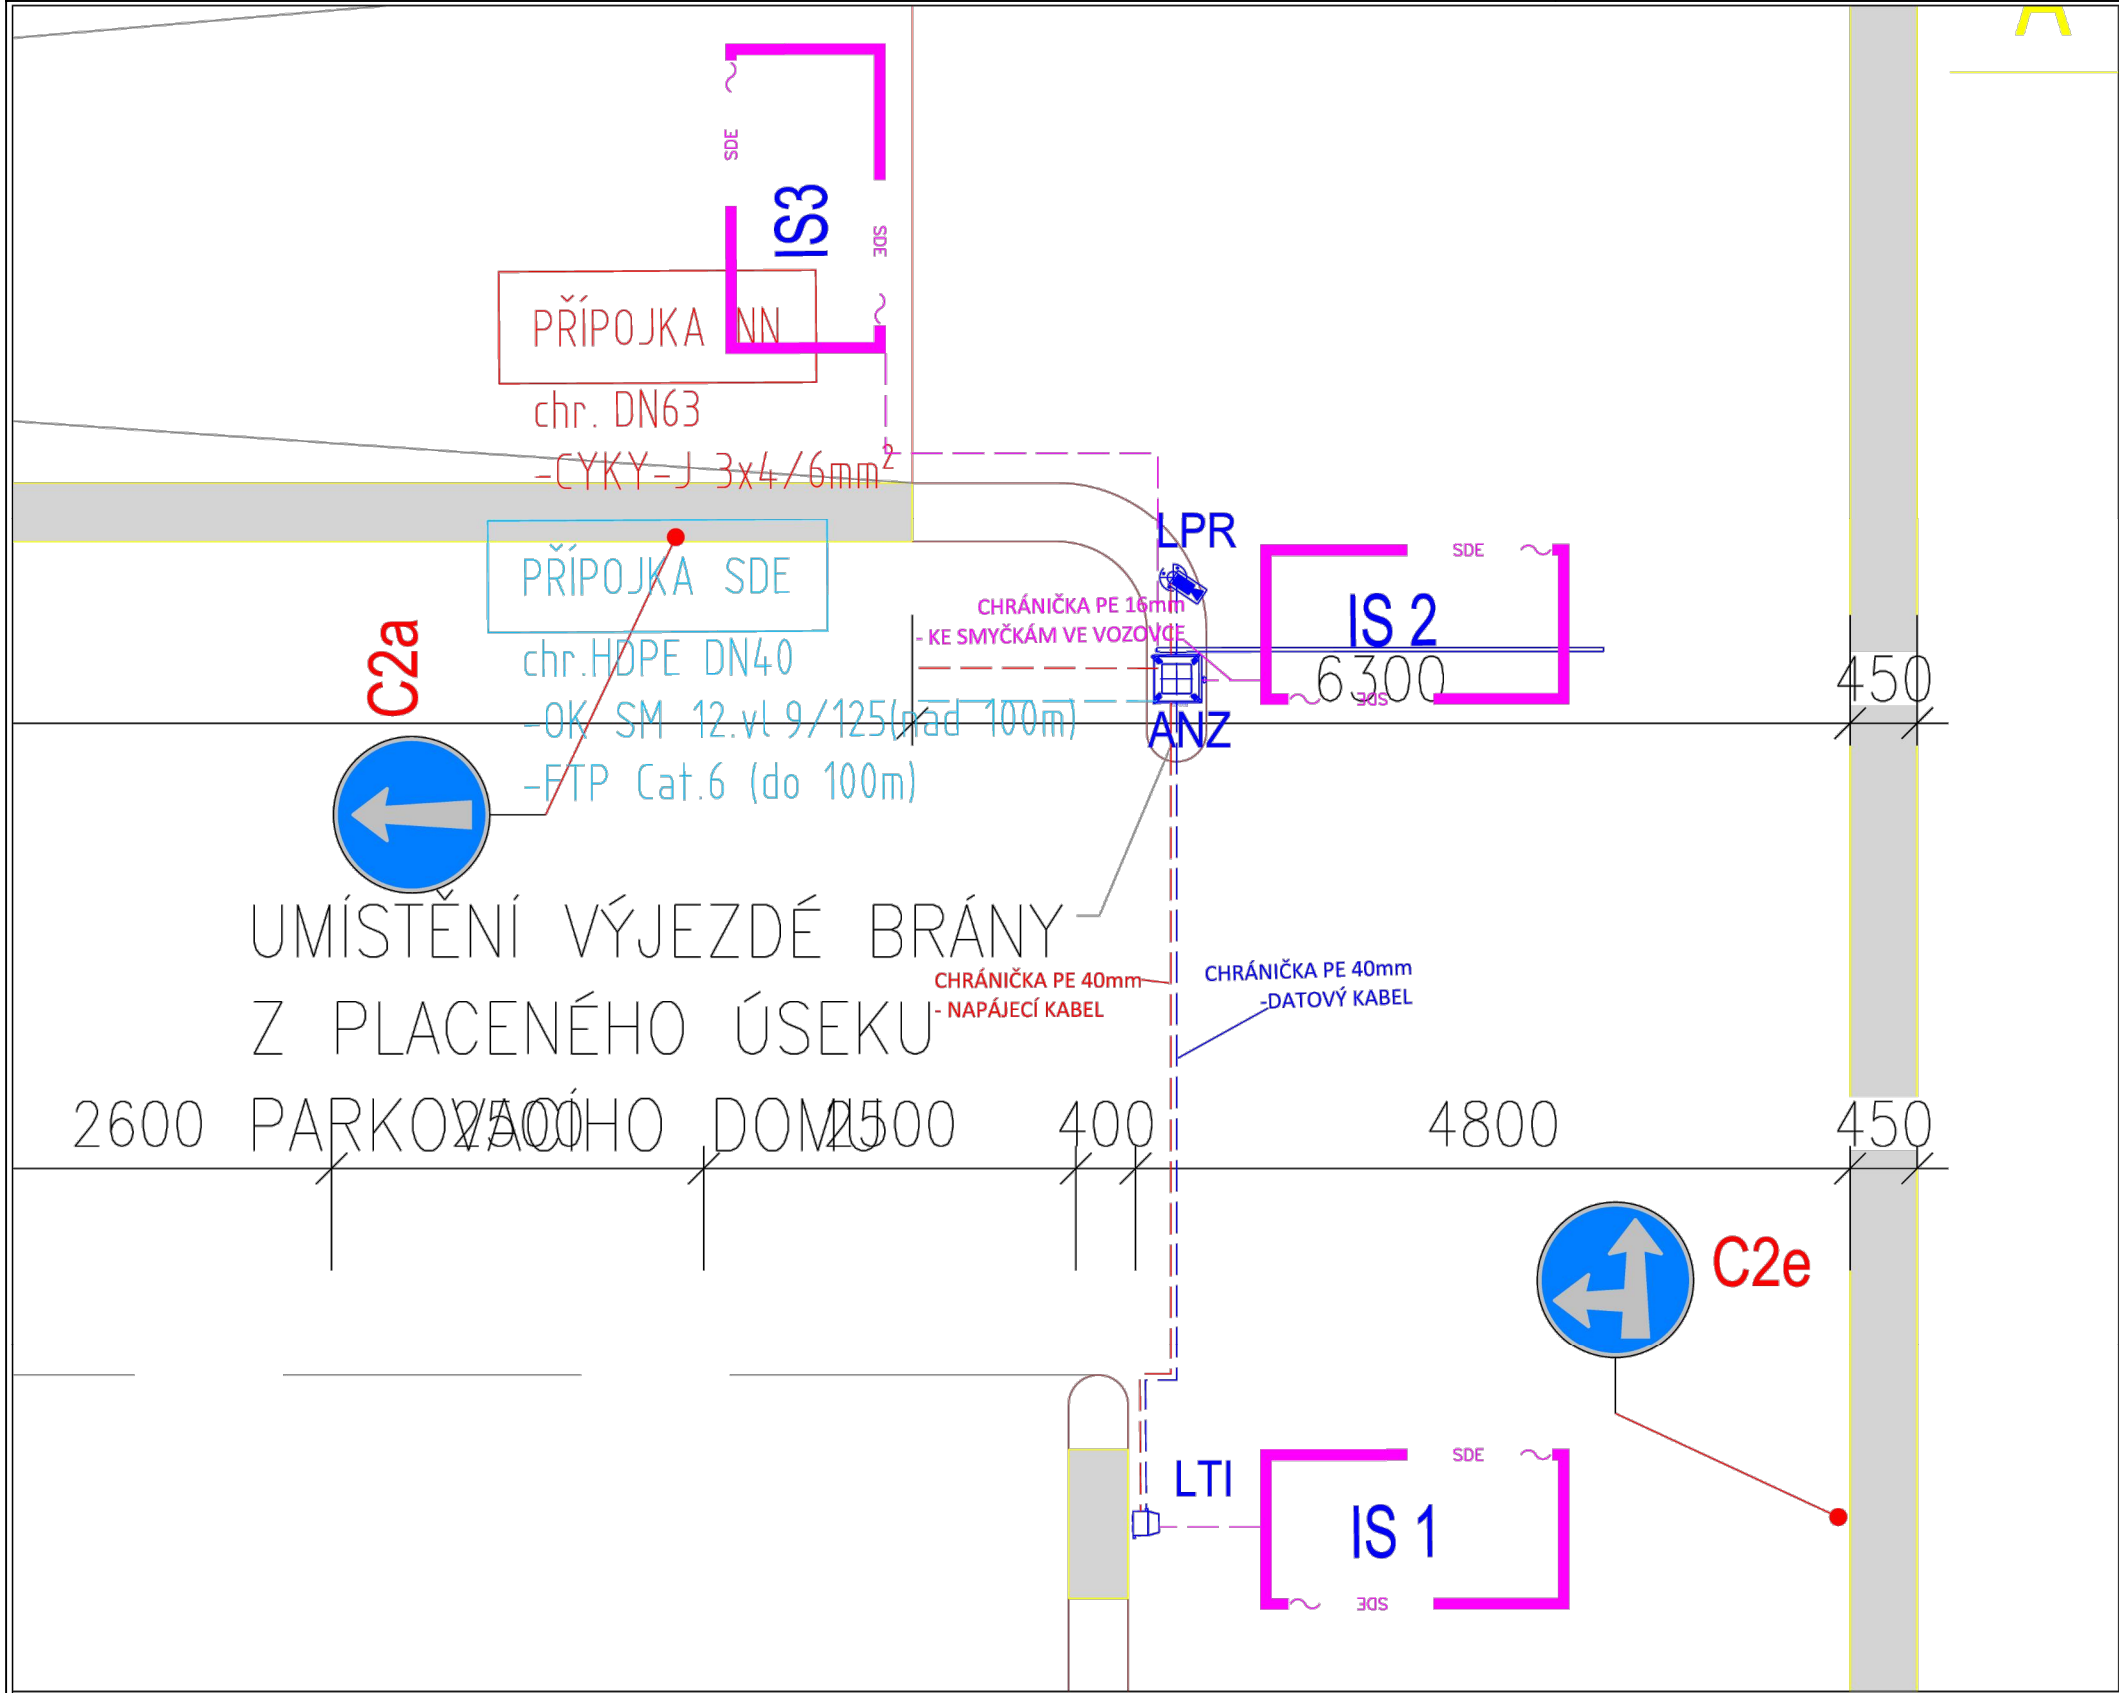 A
SDE
IS3
SDE
PŘÍPOJKA NN
chr. DN63
-CYKY-J 3x4/6mm²
LPR
PŘÍPOJKA SDE
CHRÁNIČKA PE 16mm
- KE SMYČKÁM VE VOZOVCE
SDE
IS 2
SDE
6300
450
chr.HDPE DN40
-OK SM 12.vl 9/125(nad 100m)
-FTP Cat.6 (do 100m)
ANZ
C2a
UMÍSTĚNÍ VÝJEZDÉ BRÁNY
Z PLACENÉHO ÚSEKU
PARKOVACÍHO DOMU
CHRÁNIČKA PE 40mm
- NAPÁJECÍ KABEL
CHRÁNIČKA PE 40mm
-DATOVÝ KABEL
2600
2500
2500
400
4800
450
C2e
LTI
SDE
IS 1
SDE